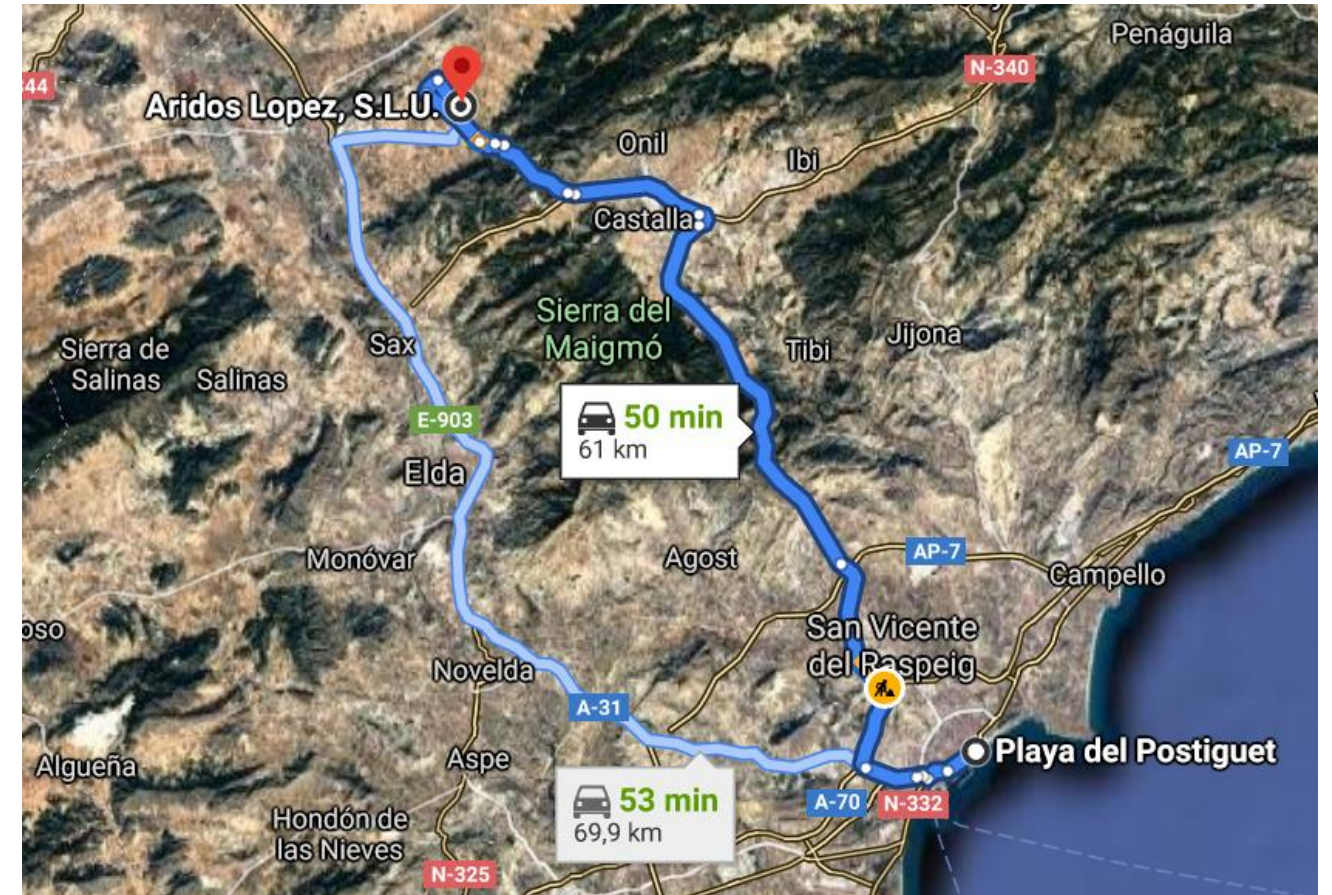 Penáguila
44
N-340
Aridos Lopez, S.L.U.
Onil
Ibi
Castalla
Sierra del
Maigmó
Jijona
Sax
Tibi
Sierra de
Salinas
Salinas
E-903
50 min
61 km
Elda
AP-7
Monóvar
Agost
AP-7
Campello
oso
San Vicente
del Raspeig
Novelda
A-31
Playa del Postiguet
Algueña
Aspe
53 min
69,9 km
A-70
N-332
Hondón de
las Nieves
N-325